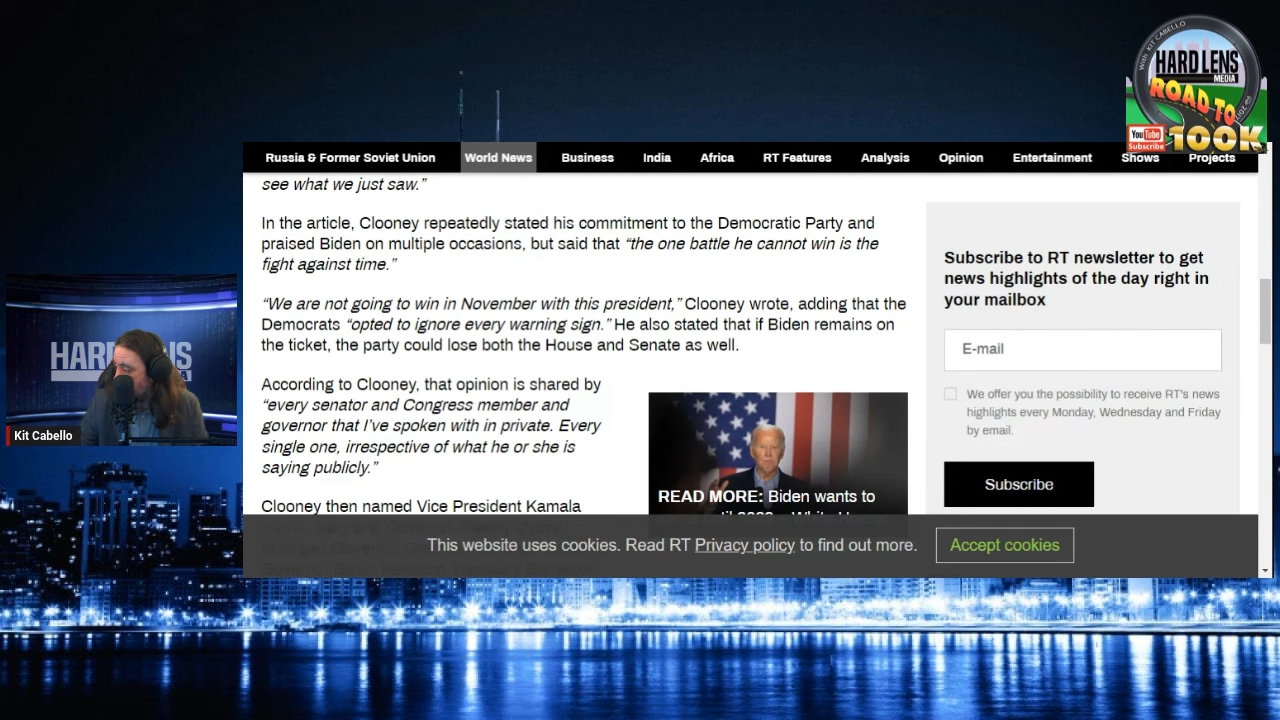 With KIT CABELLO
HARD LENS
MEDIA
ROAD TO
100K
YouTube
Subscribe
Russia & Former Soviet Union World News Business India Africa RT Features Analysis Opinion Entertainment Shows Projects
see what we just saw.”
In the article, Clooney repeatedly stated his commitment to the Democratic Party and
praised Biden on multiple occasions, but said that “the one battle he cannot win is the
fight against time.”
“We are not going to win in November with this president,” Clooney wrote, adding that the
Democrats “opted to ignore every warning sign.” He also stated that if Biden remains on
the ticket, the party could lose both the House and Senate as well.
According to Clooney, that opinion is shared by
“every senator and Congress member and
governor that I’ve spoken with in private. Every
single one, irrespective of what he or she is
saying publicly.”
Clooney then named Vice President Kamala
READ MORE: Biden wants to
Subscribe to RT newsletter to get
news highlights of the day right in
your mailbox
E-mail
We offer you the possibility to receive RT's news
highlights every Monday, Wednesday and Friday
by email.
Subscribe
This website uses cookies. Read RT Privacy policy to find out more.
Accept cookies
Kit Cabello